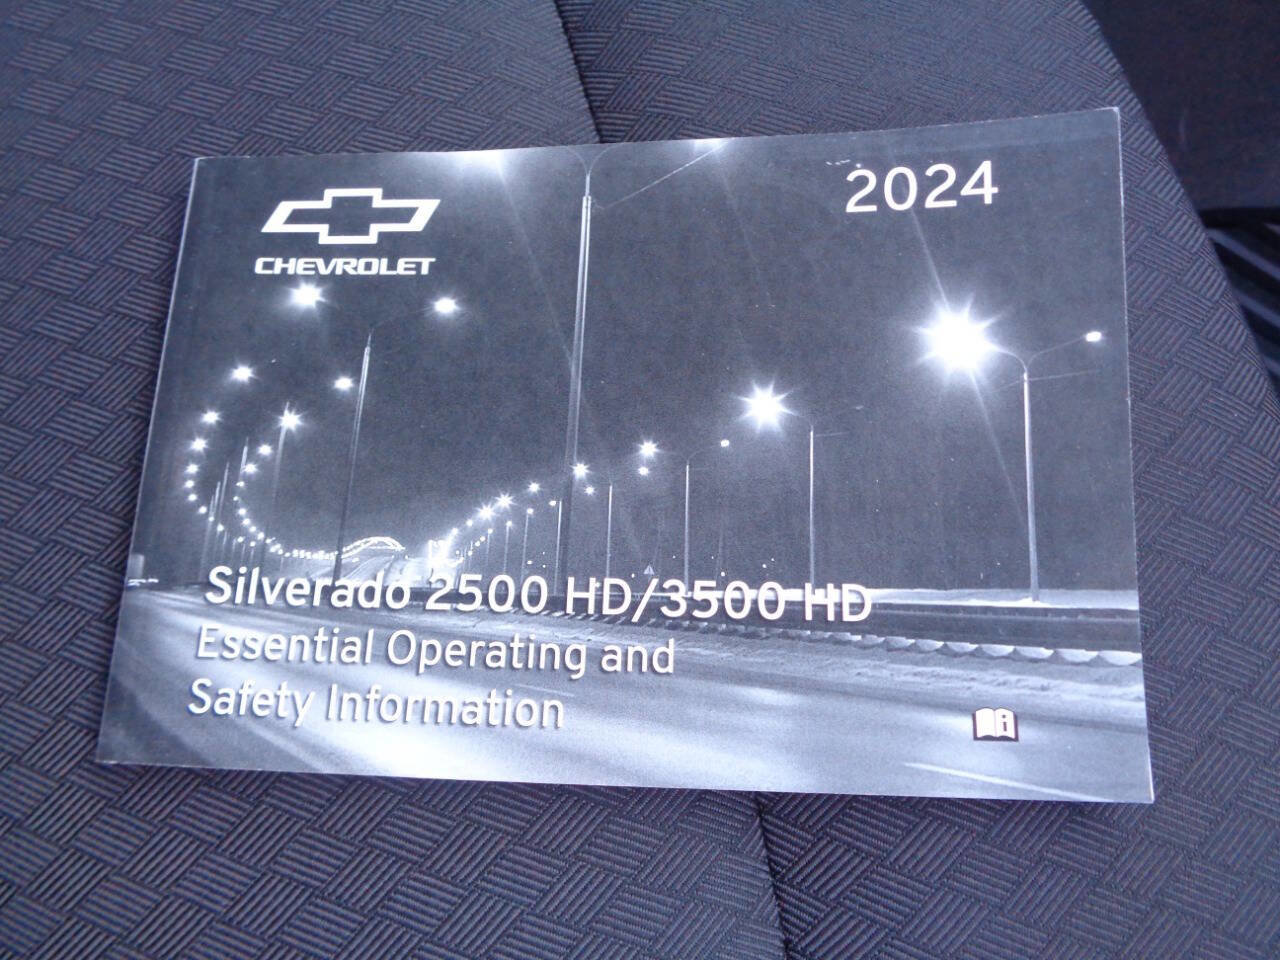 CHEVROLET
2024
Silverado 2500 HD/3500 HD
Essential Operating and
Safety Information